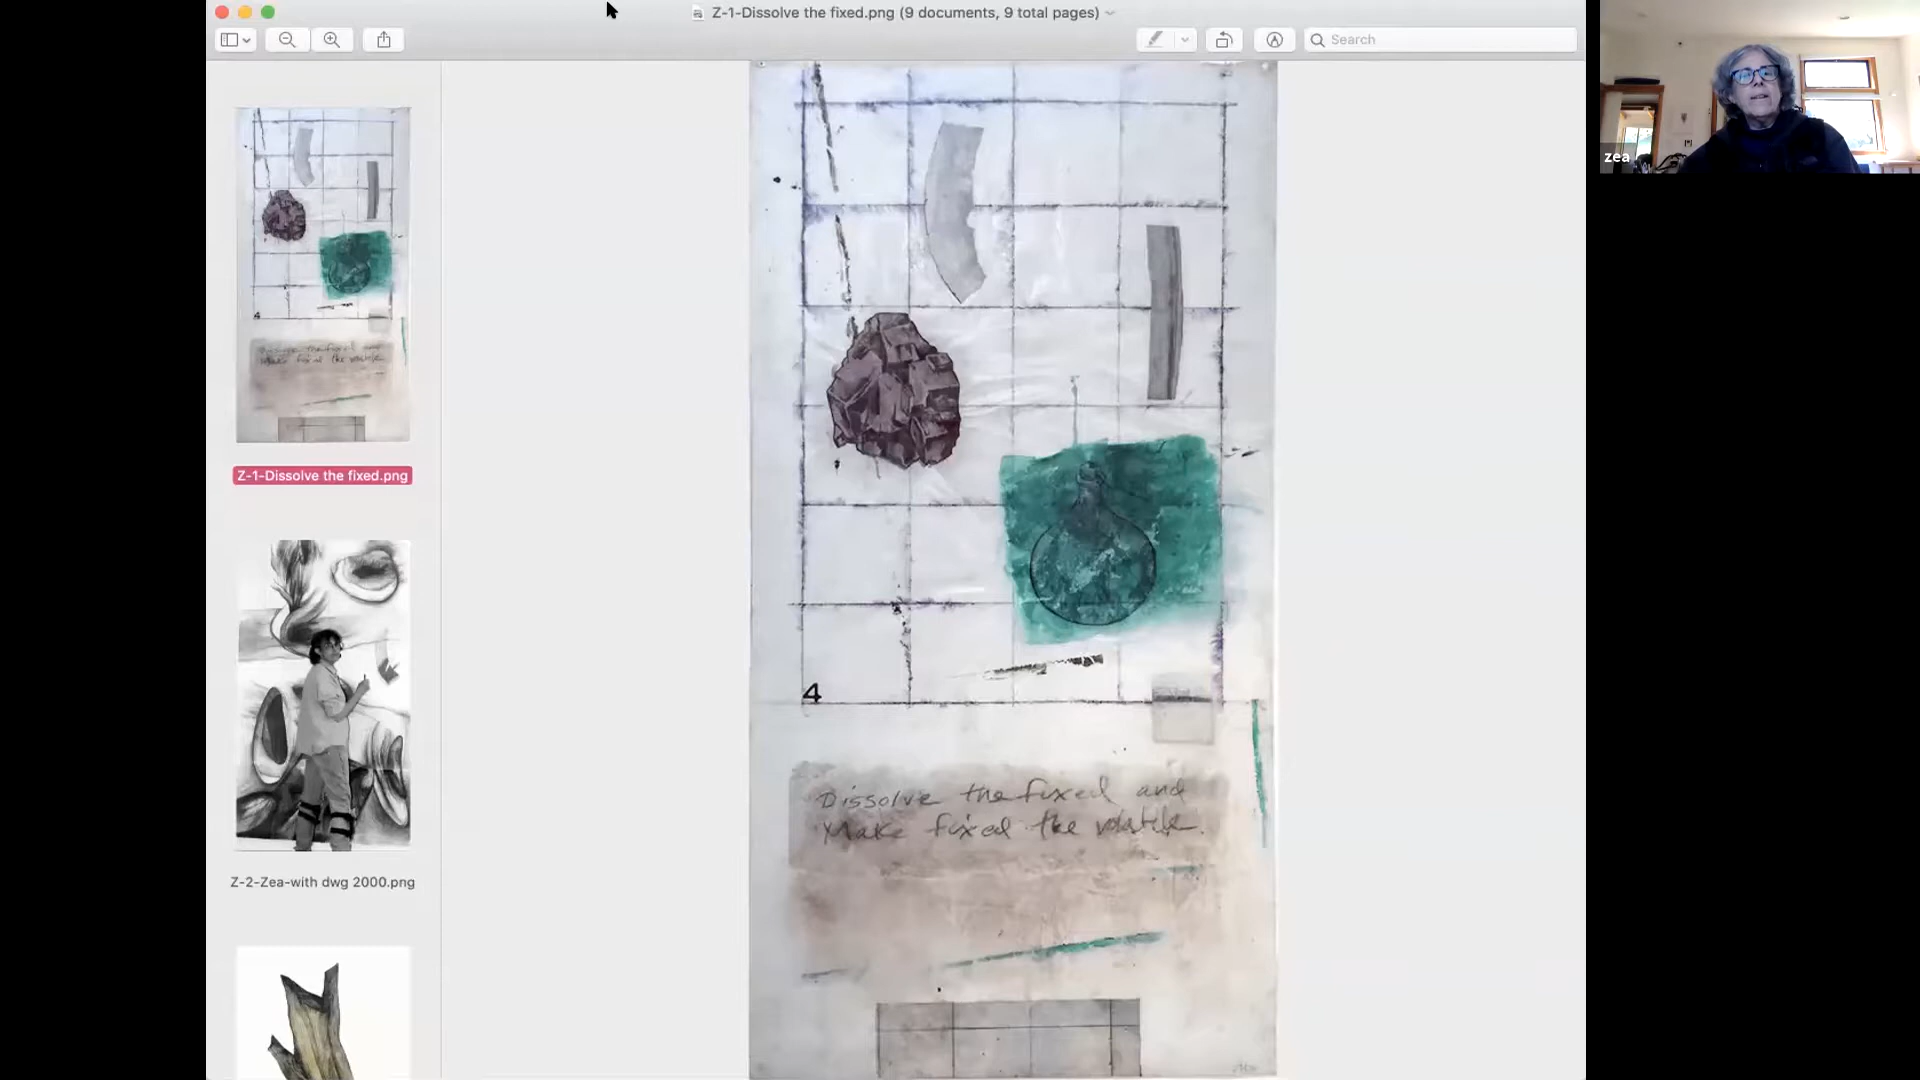 Z-1-Dissolve the fixed.png (9 documents, 9 total pages)
Search
zea
Z-1-Dissolve the fixed.png
Z-2-Zea-with dwg 2000.png
4
Dissolve the fixed and
Make fixed the volatile.